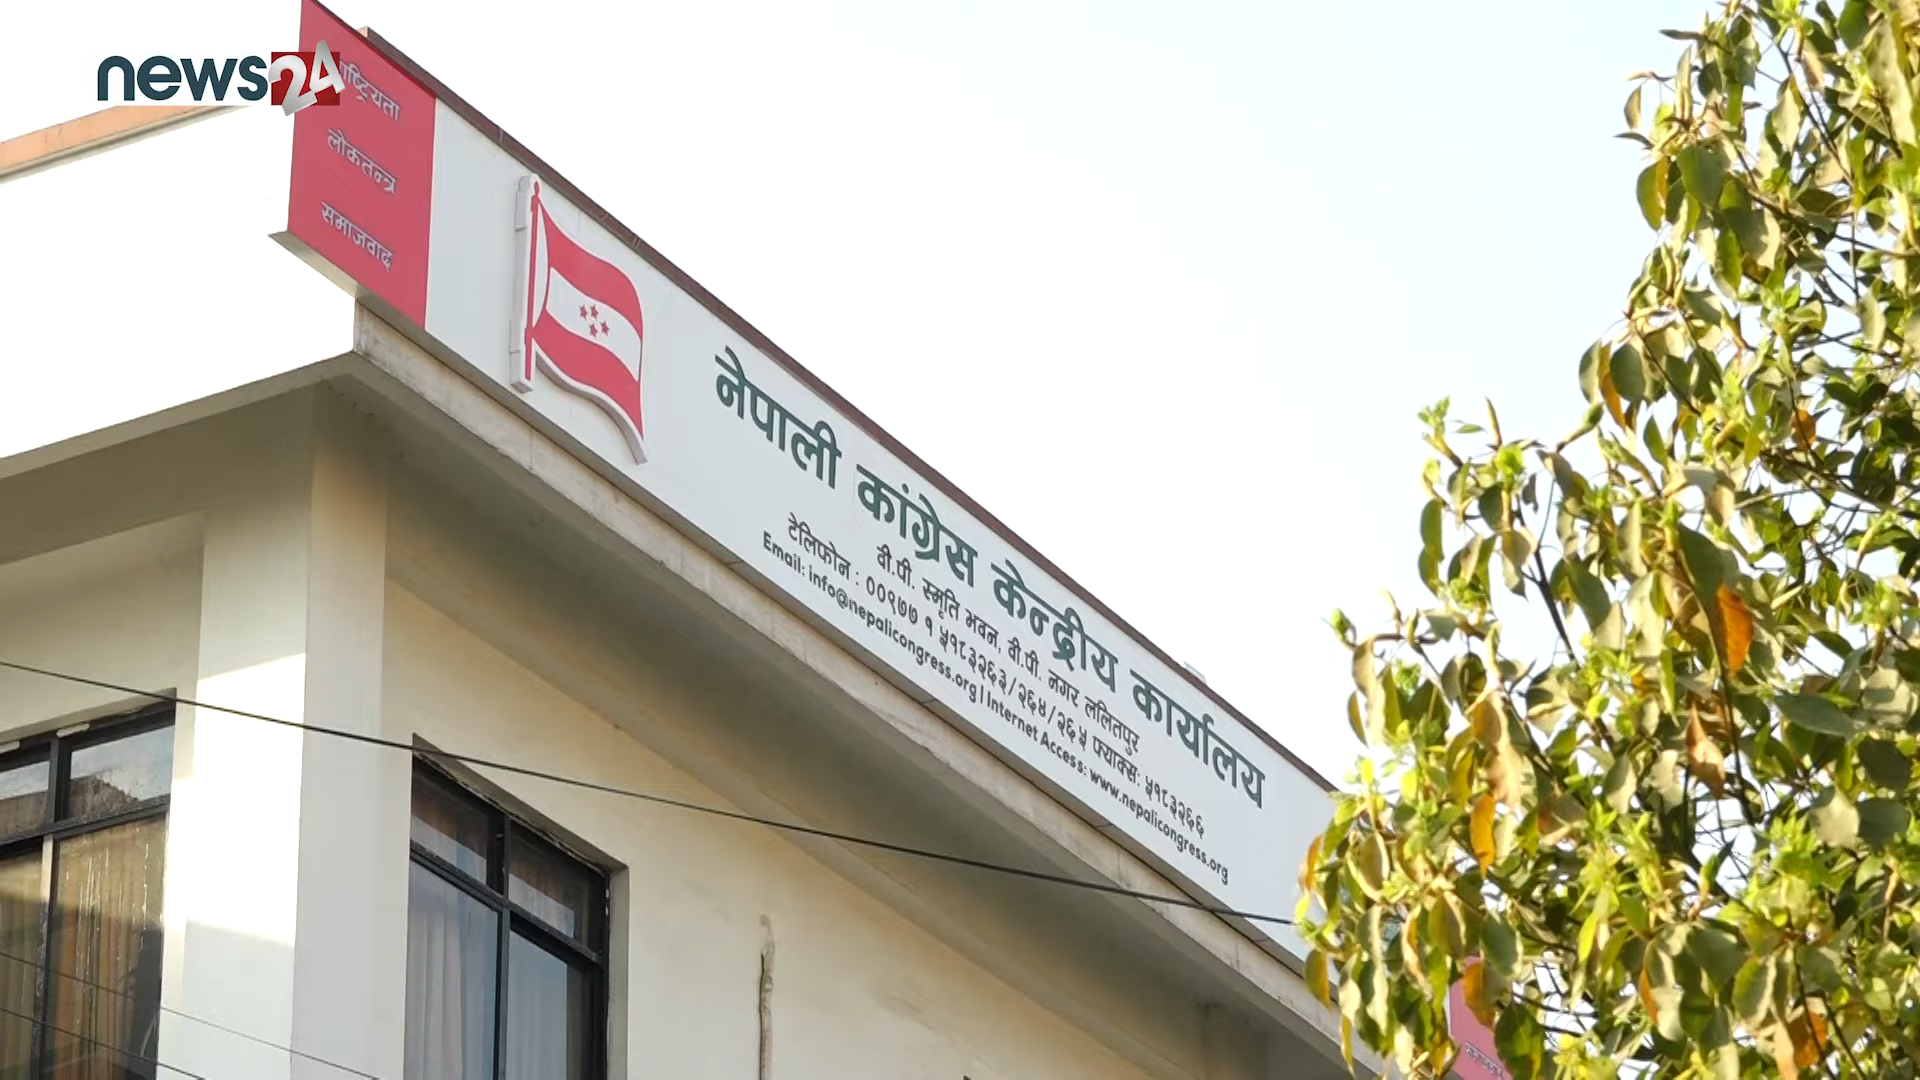 news24
राष्ट्रियता
लोकतन्त्र
समाजवाद
नेपाली कांग्रेस केन्द्रीय कार्यालय
वी.पी. स्मृति भवन, वी.पी. नगर ललितपुर
टेलिफोन : ००९७७ १ ५१८३२६३/२६४/२६५ फ्याक्स: ५१८३२६६
Email: info@nepalicongress.org | Internet Access: www.nepalicongress.org